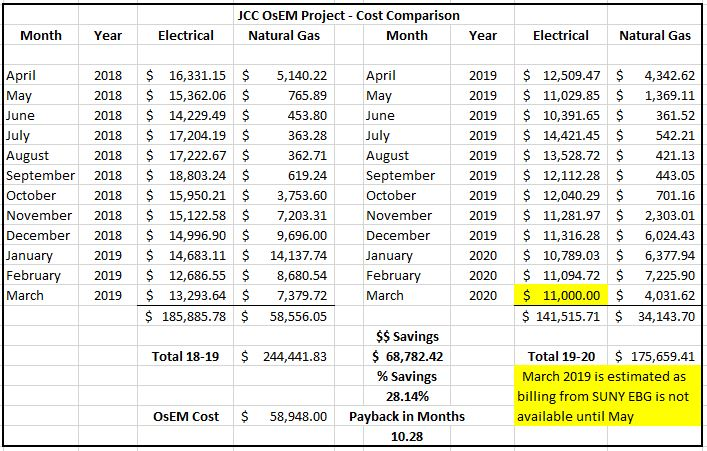 JCC OsEM Project - Cost Comparison
Month Year Electrical Natural Gas Month Year Electrical Natural Gas
April 2018 $ 16,331.15 $ 5,140.22 April 2019 $ 12,509.47 $ 4,342.62
May 2018 $ 15,362.06 $ 765.89 May 2019 $ 11,029.85 $ 1,369.11
June 2018 $ 14,229.49 $ 453.80 June 2019 $ 10,391.65 $ 361.52
July 2018 $ 17,204.19 $ 363.28 July 2019 $ 14,421.45 $ 542.21
August 2018 $ 17,222.67 $ 362.71 August 2019 $ 13,528.72 $ 421.13
September 2018 $ 18,803.24 $ 619.24 September 2019 $ 12,112.28 $ 443.05
October 2018 $ 15,950.21 $ 3,753.60 October 2019 $ 12,040.29 $ 701.16
November 2018 $ 15,122.58 $ 7,203.31 November 2019 $ 11,281.97 $ 2,303.01
December 2018 $ 14,996.90 $ 9,696.00 December 2019 $ 11,316.28 $ 6,024.43
January 2019 $ 14,683.11 $ 14,137.74 January 2020 $ 10,789.03 $ 6,377.94
February 2019 $ 12,686.55 $ 8,680.54 February 2020 $ 11,094.72 $ 7,225.90
March 2019 $ 13,293.64 $ 7,379.72 March 2020 $ 11,000.00 $ 4,031.62
$ 185,885.78 $ 58,556.05 $ 141,515.71 $ 34,143.70
$$ Savings
Total 18-19 $ 244,441.83 $ 68,782.42 Total 19-20 $ 175,659.41
% Savings
28.14%
March 2019 is estimated as
billing from SUNY EBG is not
available until May
OsEM Cost $ 58,948.00 Payback in Months
10.28